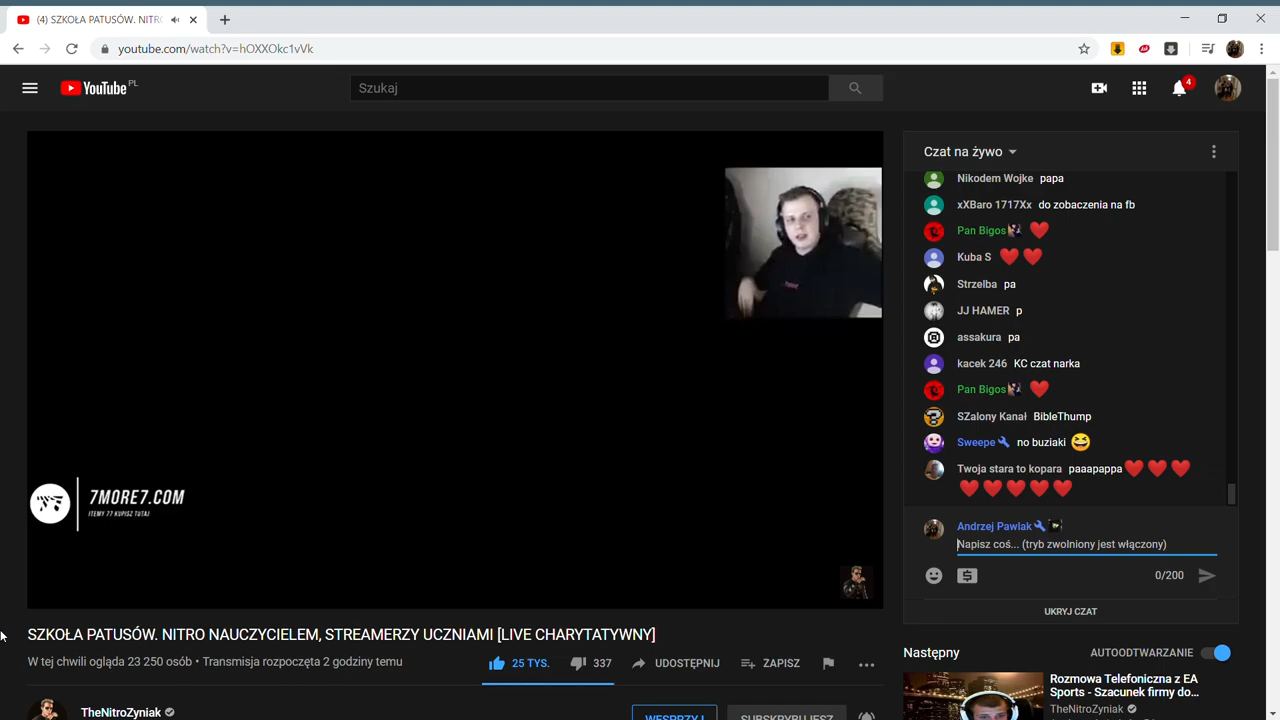 (4) SZKOŁA PATUSÓW. NITR
youtube.com/watch?v=hOXXOkc1vVk
YouTube PL
Szukaj
4
Czat na żywo
Nikodem Wojke papa
xXBaro 1717Xx do zobaczenia na fb
Pan Bigos
Kuba S
Strzelba pa
JJ HAMER p
assakura pa
kacek 246 KC czat narka
Pan Bigos
SZalony Kanał BibleThump
Sweepe no buziaki
Twoja stara to kopara paaapappa
7MORE7.COM
ITEMY 77 KUPISZ TUTAJ
Andrzej Pawlak
Napisz coś... (tryb zwolniony jest włączony)
0/200
UKRYJ CZAT
SZKOŁA PATUSÓW. NITRO NAUCZYCIELEM, STREAMERZY UCZNIAMI [LIVE CHARYTATYWNY]
W tej chwili ogląda 23 250 osób • Transmisja rozpoczęta 2 godziny temu
25 TYS.
337
UDOSTĘPNIJ
ZAPISZ
Następny
AUTOODTWARZANIE
Rozmowa Telefoniczna z EA
Sports - Szacunek firmy do...
TheNitroZyniak
TheNitroZyniak
WESPRZYJ
SUBSKRYBUJESZ